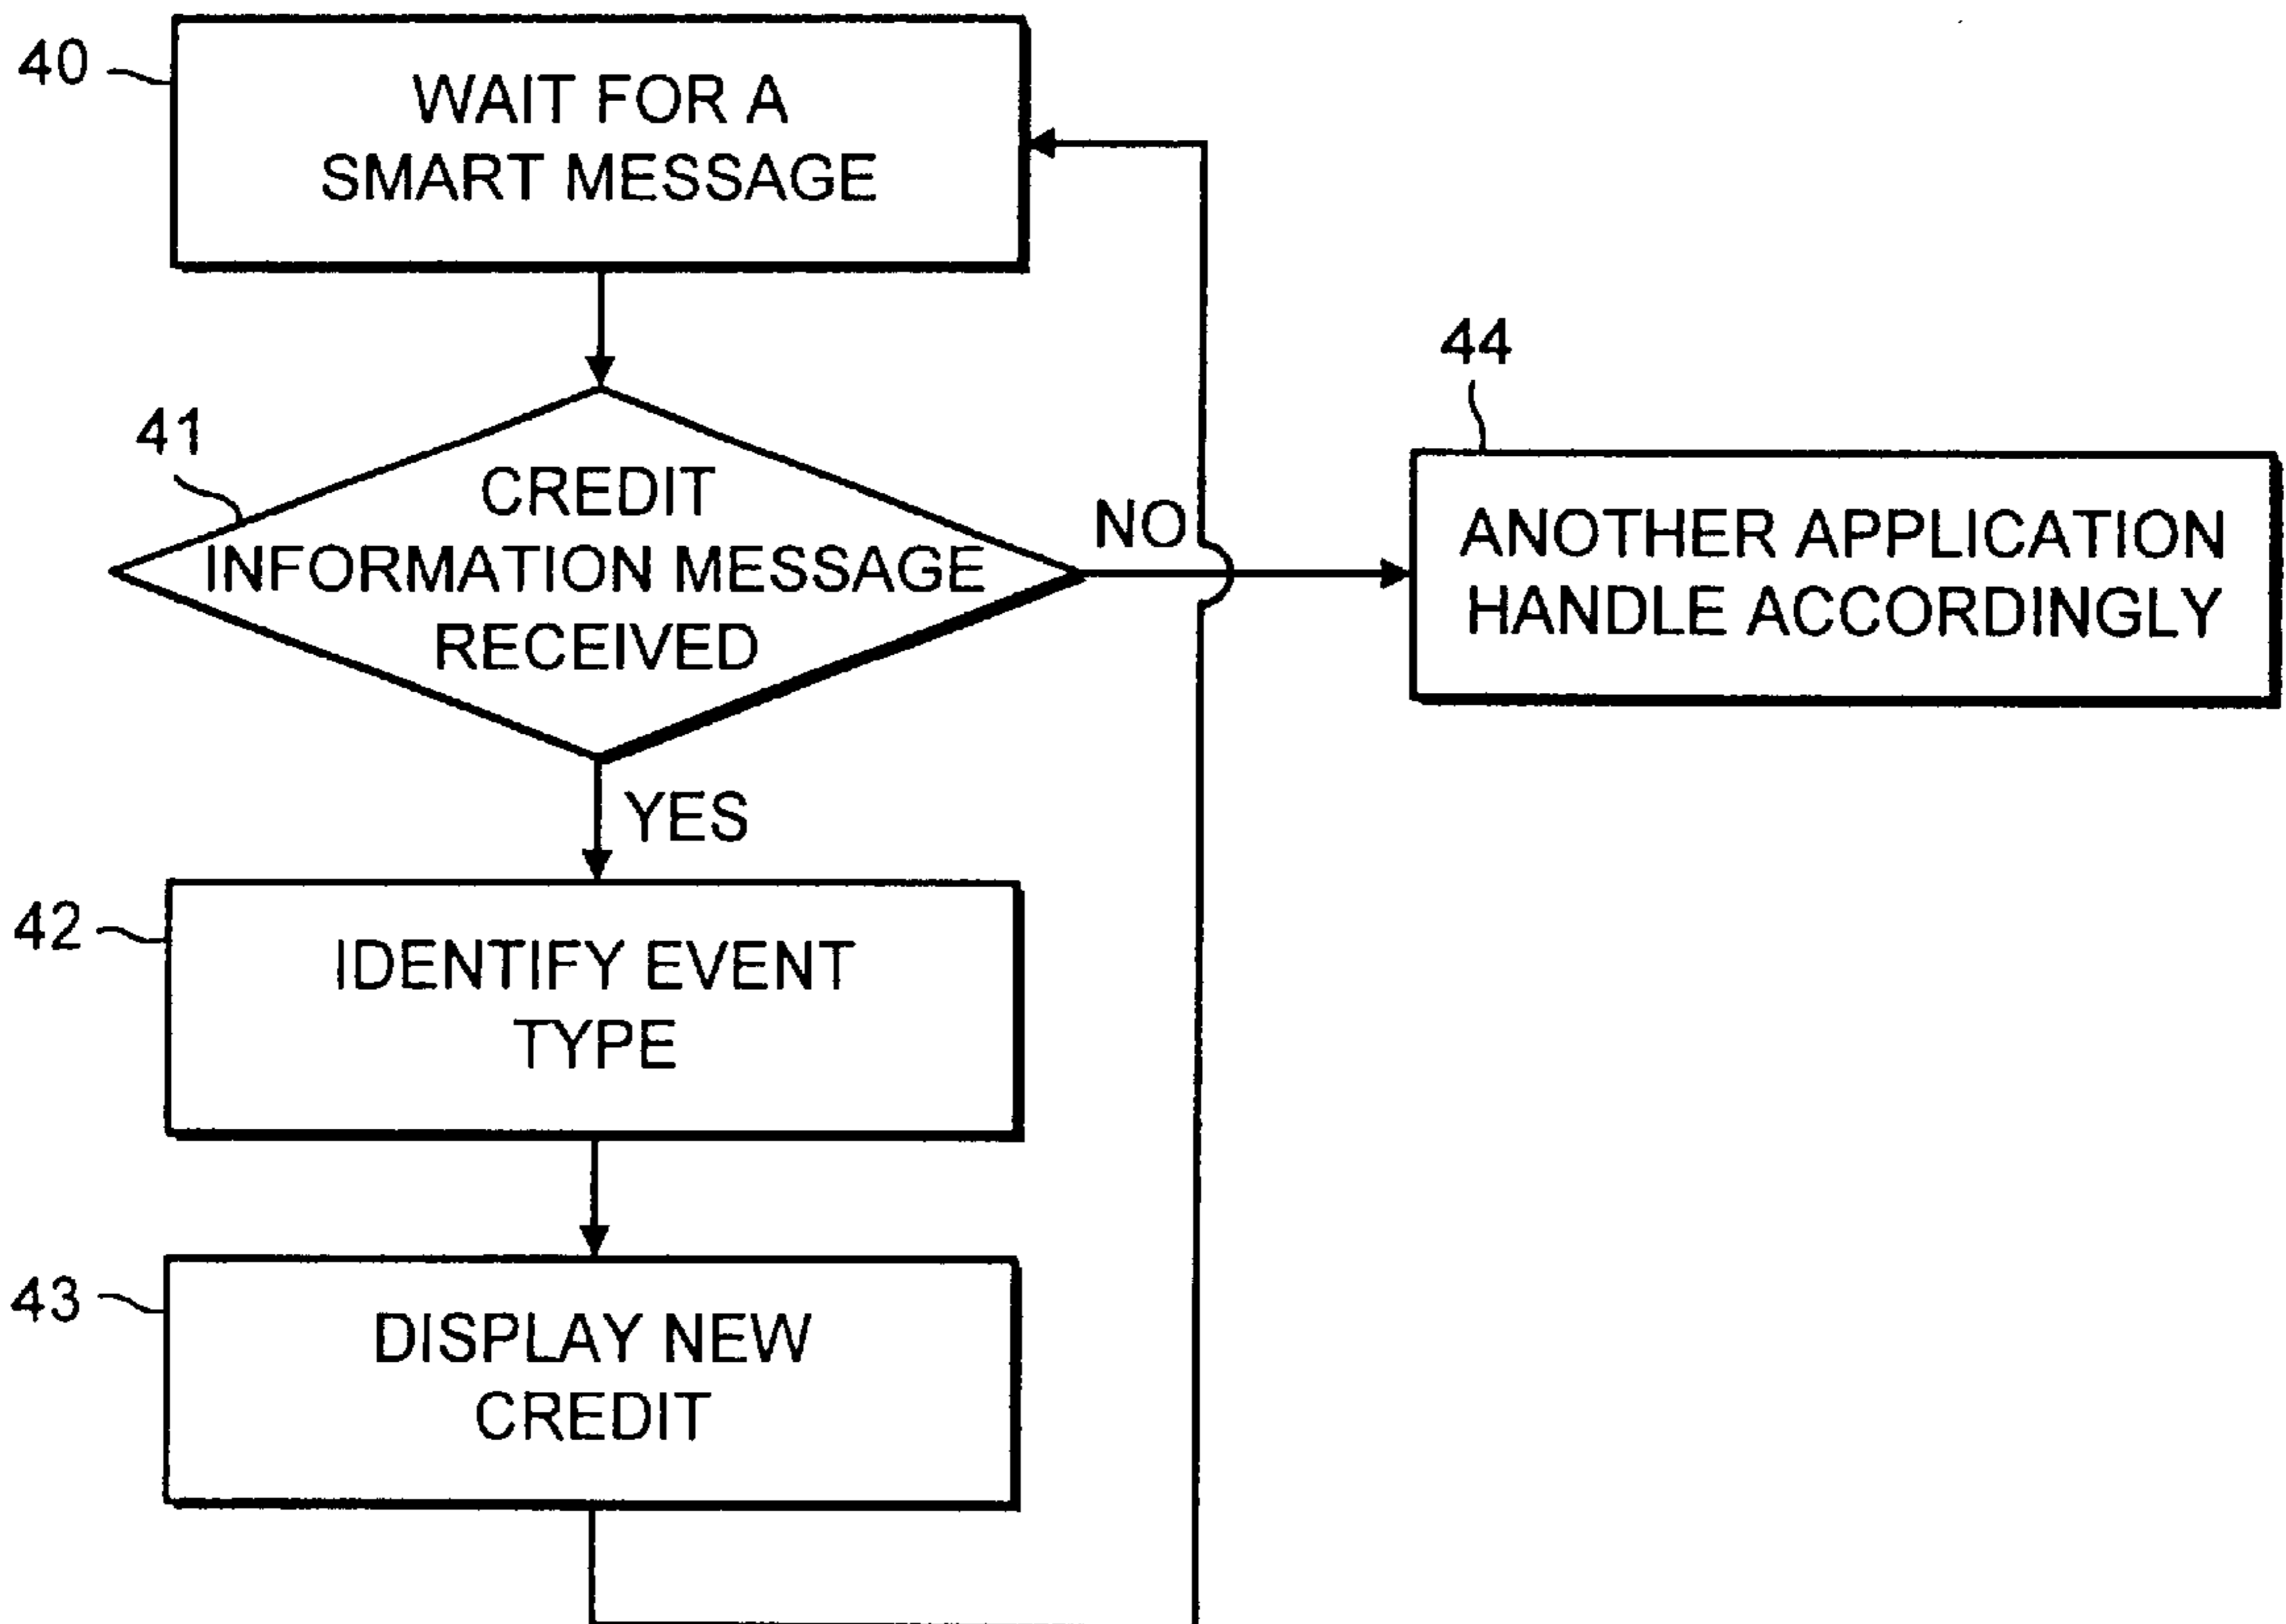 40
WAIT FOR A
SMART MESSAGE
41
CREDIT
INFORMATION MESSAGE
RECEIVED
NO
44
ANOTHER APPLICATION
HANDLE ACCORDINGLY
YES
42
IDENTIFY EVENT
TYPE
43
DISPLAY NEW
CREDIT